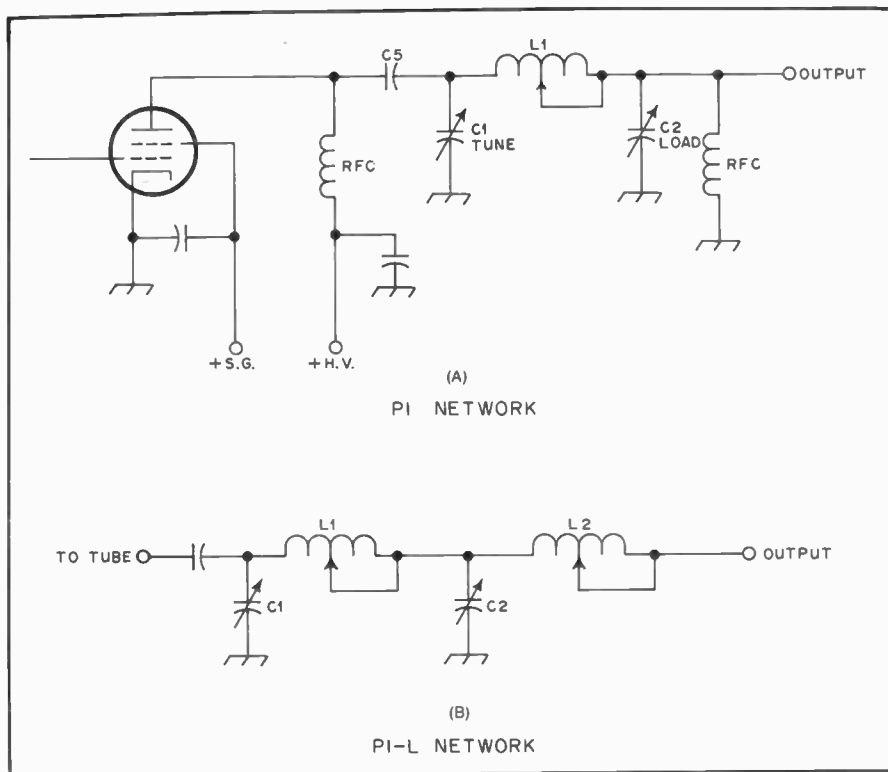 C5
L1
OUTPUT
C1
TUNE
C2
LOAD
RFC
RFC
+S.G.
+H.V.
(A)
PI NETWORK
L1
L2
TO TUBE
OUTPUT
C1
C2
(B)
PI-L NETWORK